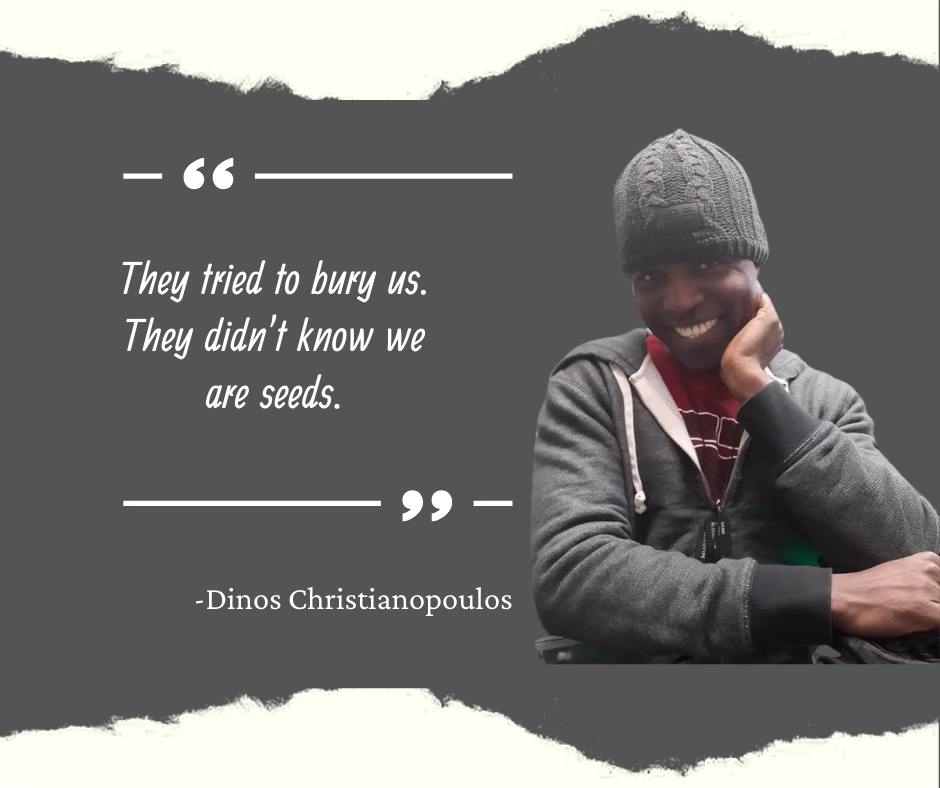 “
They tried to bury us.
They didn't know we
are seeds.
”
-Dinos Christianopoulos